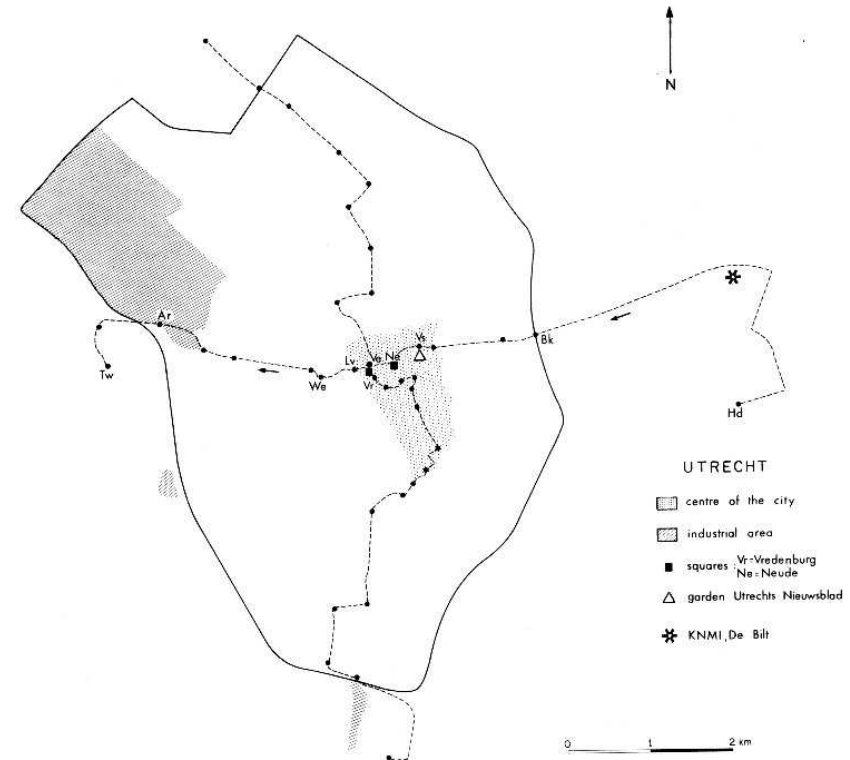 N
Ar
Tw
We
Lv
Ve
Ne
Vs
Vr
Bk
Hd
UTRECHT
centre of the city
industrial area
squares : Vr=Vredenburg
Ne=Neude
garden Utrechts Nieuwsblad
KNMI, De Bilt
0 1 2 km